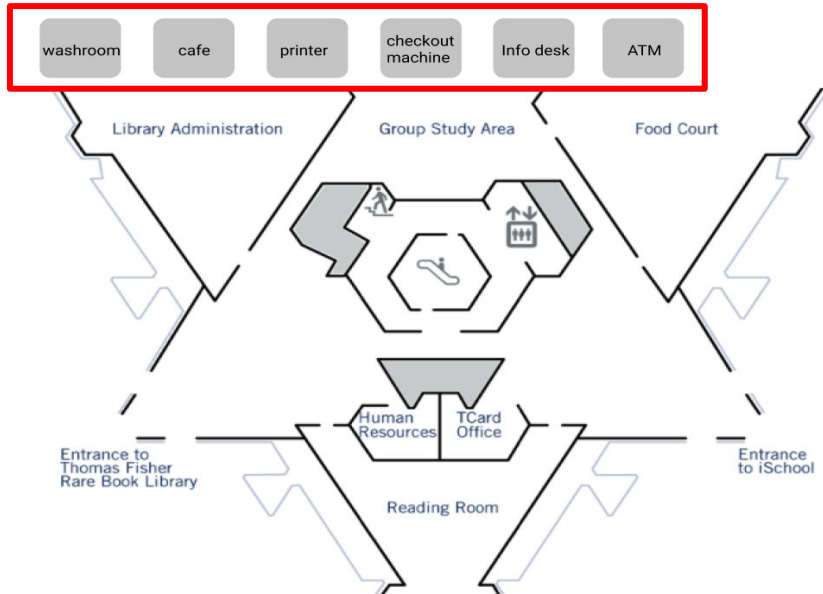 washroom
cafe
printer
checkout
machine
Info desk
ATM
Library Administration
Group Study Area
Food Court
Human
Resources
TCard
Office
Entrance to
Thomas Fisher
Rare Book Library
Entrance
to iSchool
Reading Room